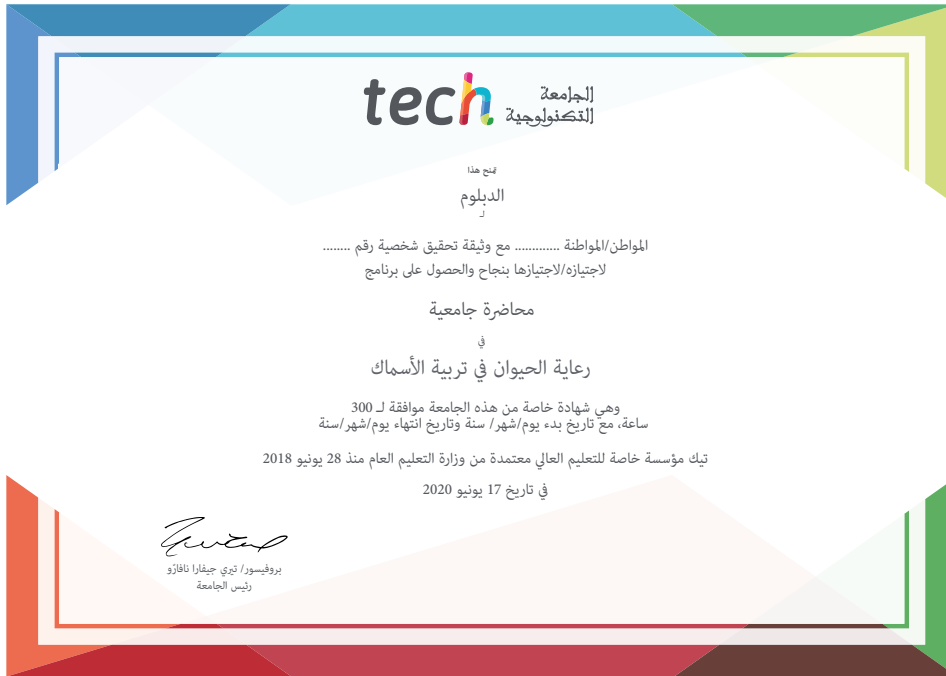 tech الجامعة
التكنولوجية
تمنح هذا
الدبلوم
لـ
المواطن/المواطنة ............. مع وثيقة تحقيق شخصية رقم ........
لاجتيازه/لاجتيازها بنجاح والحصول على برنامج
محاضرة جامعية
في
رعاية الحيوان في تربية الأسماك
وهي شهادة خاصة من هذه الجامعة موافقة لـ 300
ساعة، مع تاريخ بدء يوم/شهر/ سنة وتاريخ انتهاء يوم/شهر/سنة
تيك مؤسسة خاصة للتعليم العالي معتمدة من وزارة التعليم العام منذ 28 يونيو 2018
في تاريخ 17 يونيو 2020
بروفيسور/ تيري جيفارا نافارّو
رئيس الجامعة